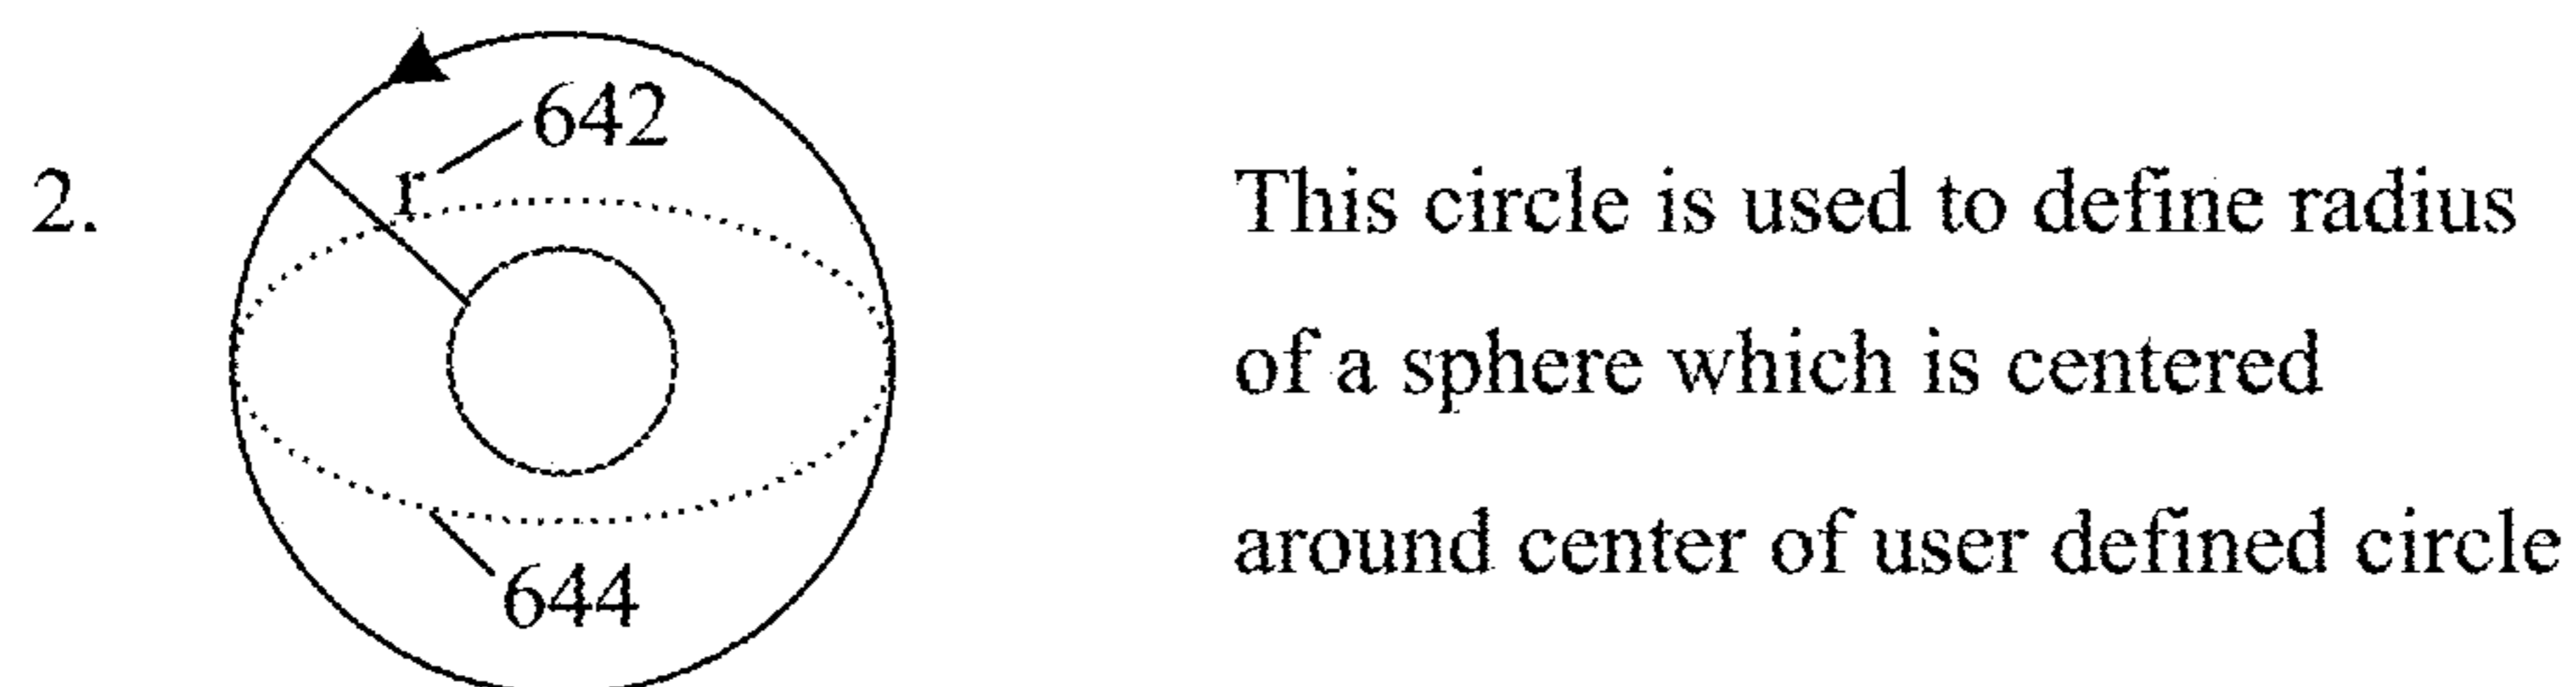 642
2.
r
This circle is used to define radius
of a sphere which is centered
around center of user defined circle
644